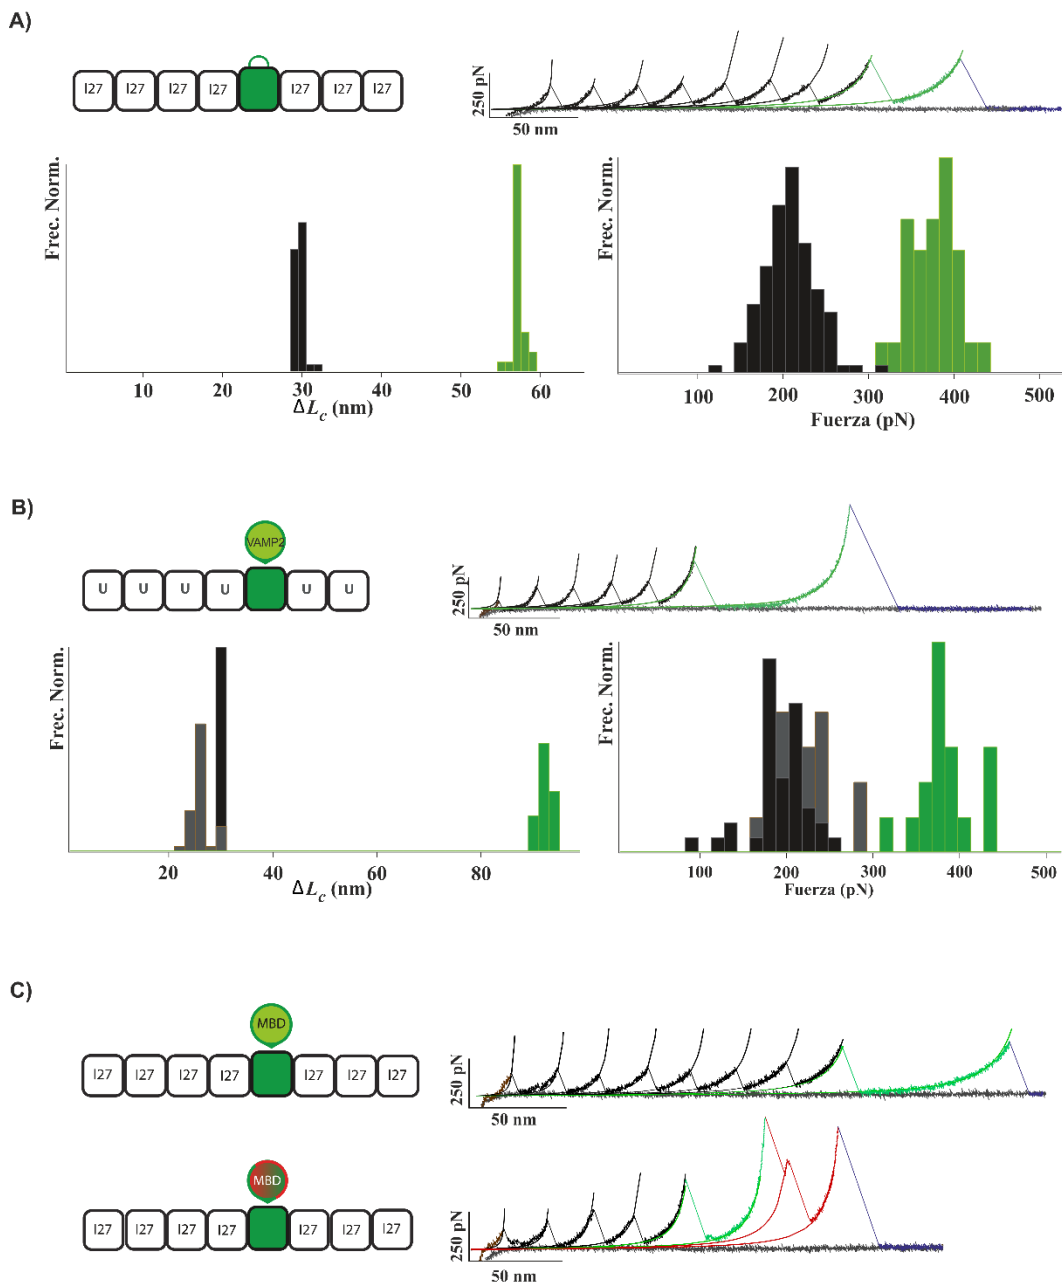 A)
I27 I27 I27 I27 I27 I27 I27
250 pN
50 nm
Frec. Norm.
10 20 30 40 50 60
ΔLc (nm)
Frec. Norm.
100 200 300 400 500
Fuerza (pN)
B)
VAMP2
U U U U U U
250 pN
50 nm
Frec. Norm.
20 40 60 80
ΔLc (nm)
Frec. Norm.
100 200 300 400 500
Fuerza (pN)
C)
MBD
I27 I27 I27 I27 I27 I27 I27
250 pN
50 nm
MBD
I27 I27 I27 I27 I27 I27 I27
250 pN
50 nm